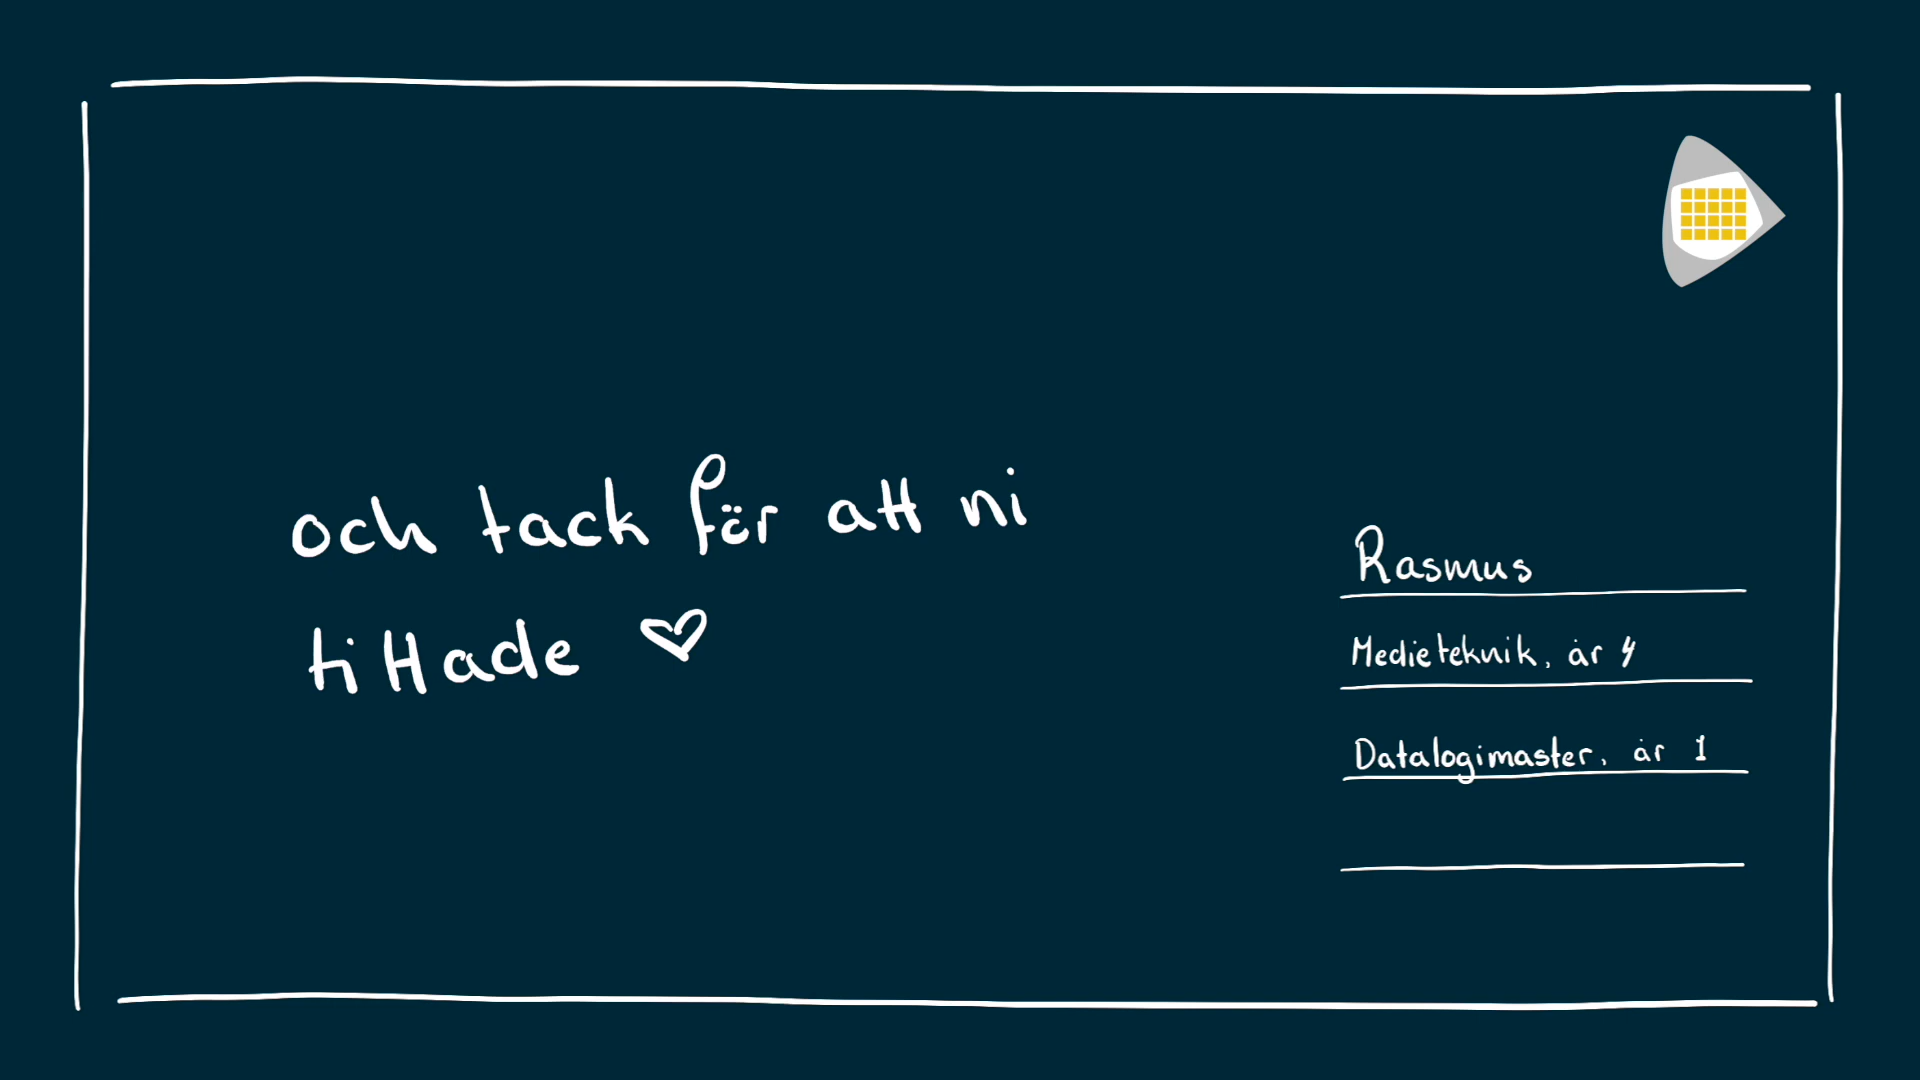 och tack för att ni
tittade ♡
Rasmus
Medieteknik, år 4
Datalogimaster, år 1